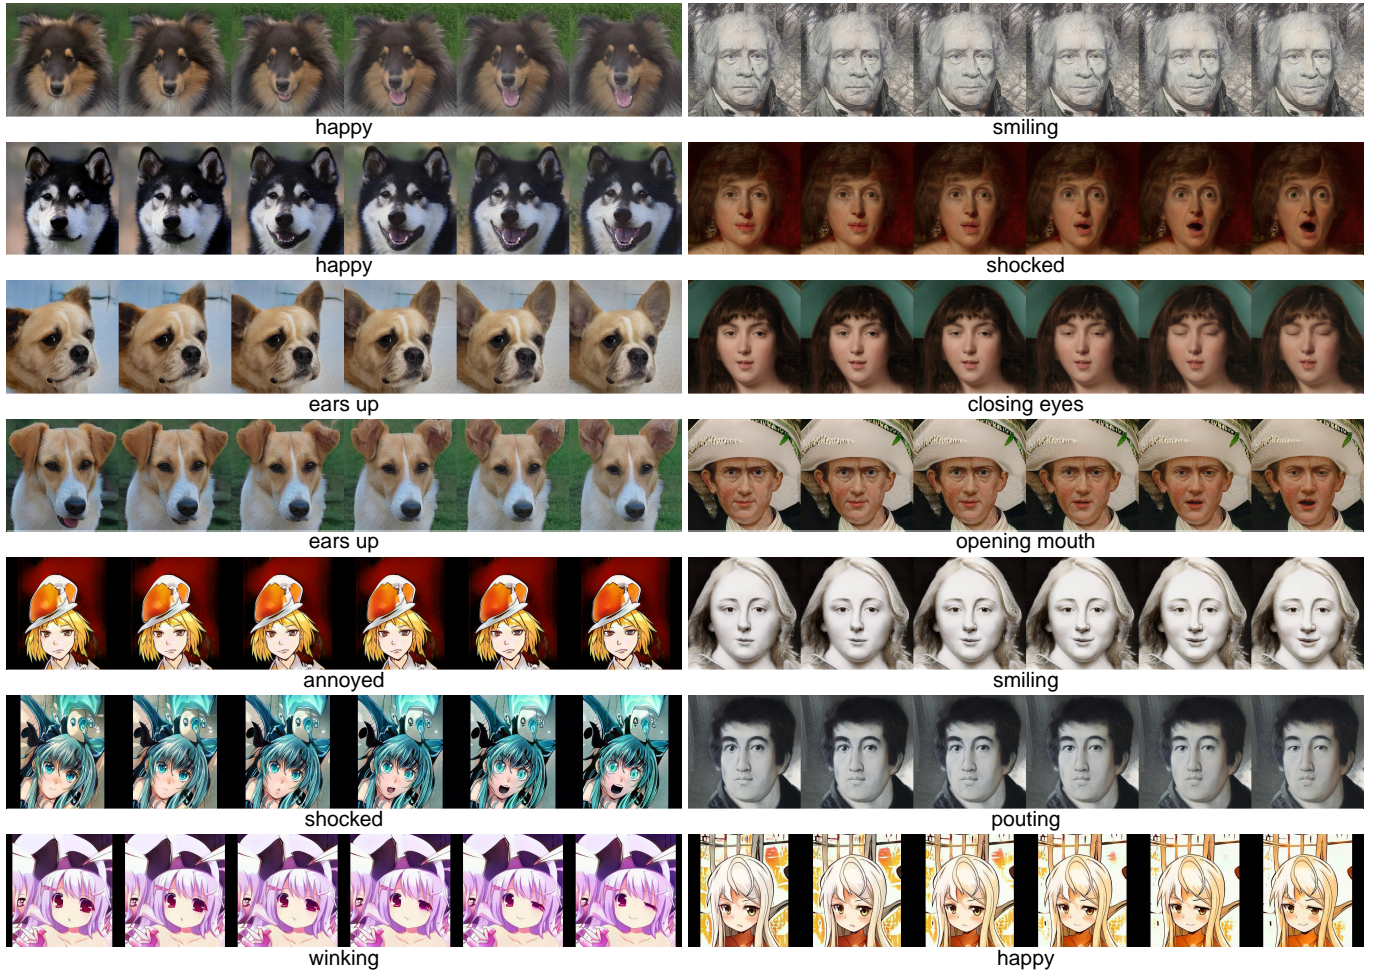 happy
smiling
happy
shocked
ears up
closing eyes
ears up
opening mouth
annoyed
smiling
shocked
pouting
winking
happy